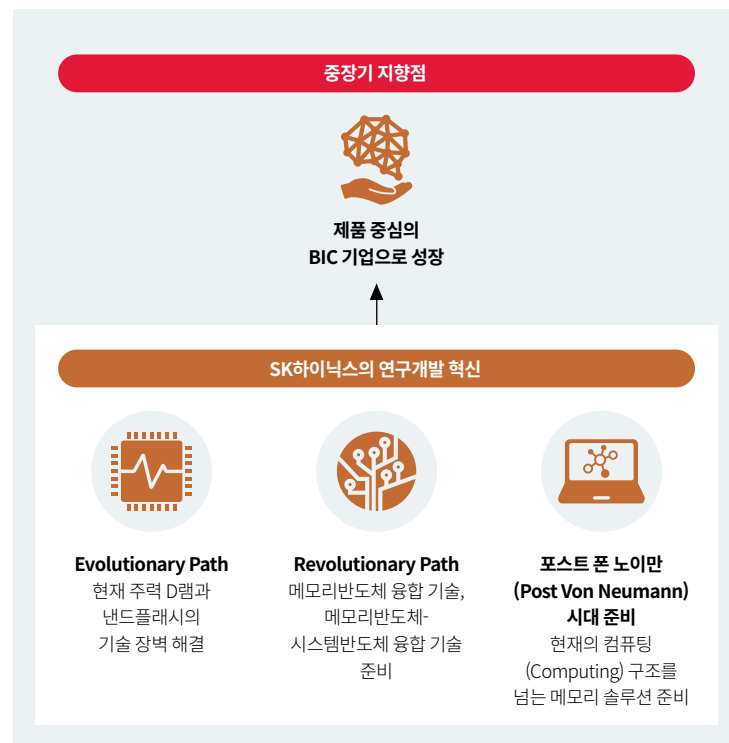 중장기 지향점
제품 중심의
BIC 기업으로 성장
SK하이닉스의 연구개발 혁신
Evolutionary Path
현재 주력 D램과
낸드플래시의
기술 장벽 해결
Revolutionary Path
메모리반도체 융합 기술,
메모리반도체-
시스템반도체 융합 기술
준비
포스트 폰 노이만
(Post Von Neumann)
시대 준비
현재의 컴퓨팅
(Computing) 구조를
넘는 메모리 솔루션 준비